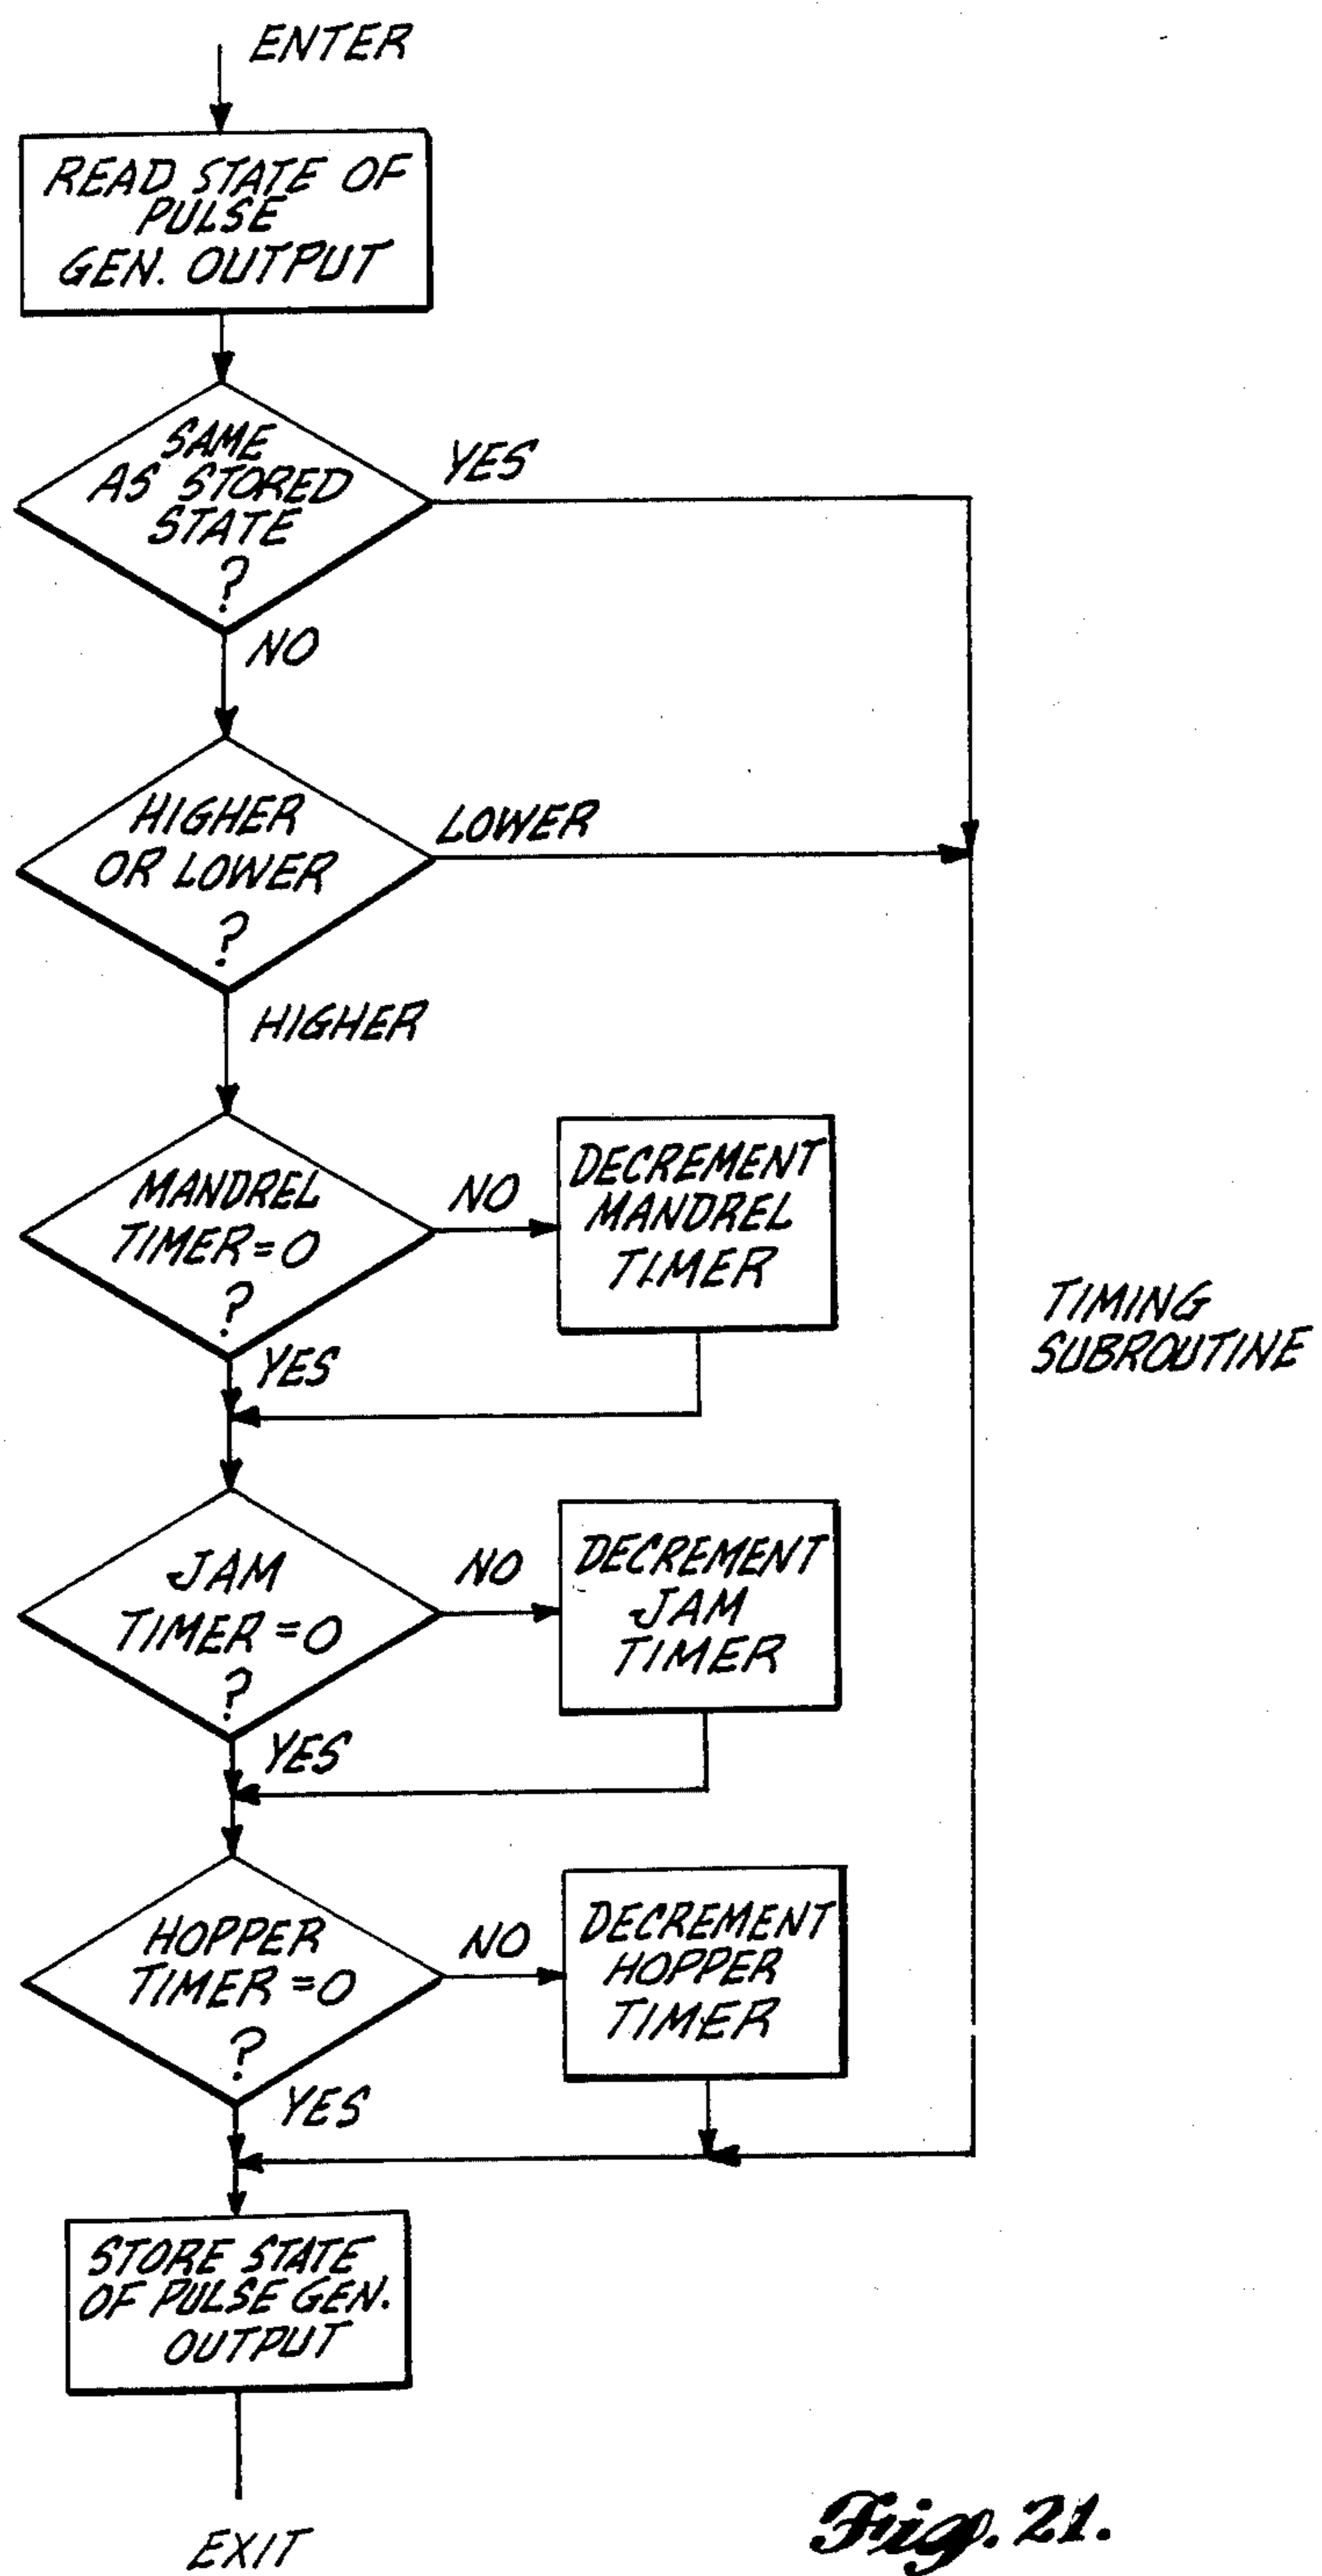 ENTER
READ STATE OF
PULSE
GEN. OUTPUT
SAME
AS STORED
STATE
?
YES
NO
HIGHER
OR LOWER
?
LOWER
HIGHER
MANDREL
TIMER=0
?
NO
DECREMENT
MANDREL
TIMER
YES
TIMING
SUBROUTINE
JAM
TIMER=0
?
NO
DECREMENT
JAM
TIMER
YES
HOPPER
TIMER=0
?
NO
DECREMENT
HOPPER
TIMER
YES
STORE STATE
OF PULSE GEN.
OUTPUT
EXIT
Fig. 21.